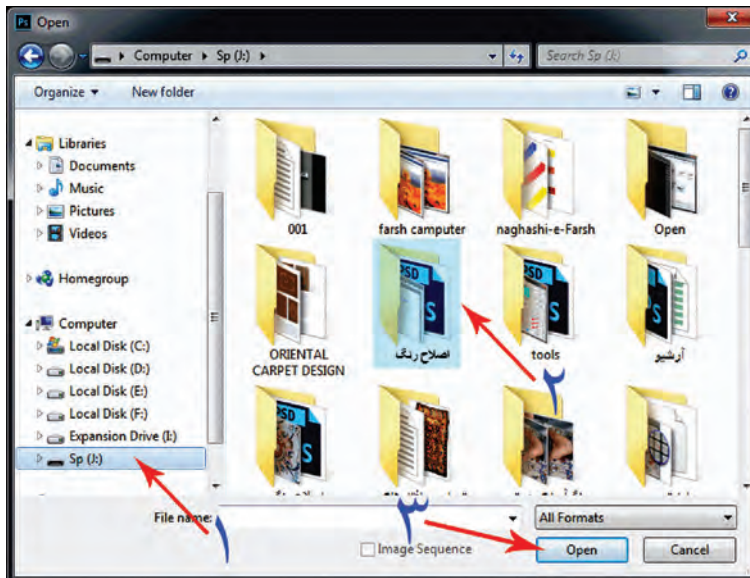 Ps Open
Computer Sp (J:)
Search Sp (J:)
Organize New folder
Libraries
Documents
Music
Pictures
Videos
Homegroup
Computer
Local Disk (C:)
Local Disk (D:)
Local Disk (E:)
Local Disk (F:)
Expansion Drive (I:)
Sp (J:)
001
farsh camputer
naghashi-e-Farsh
Open
ORIENTAL
CARPET DESIGN
اصلاح رنگ
tools
آرشیو
۱
۲
۳
File name:
All Formats
Image Sequence
Open
Cancel